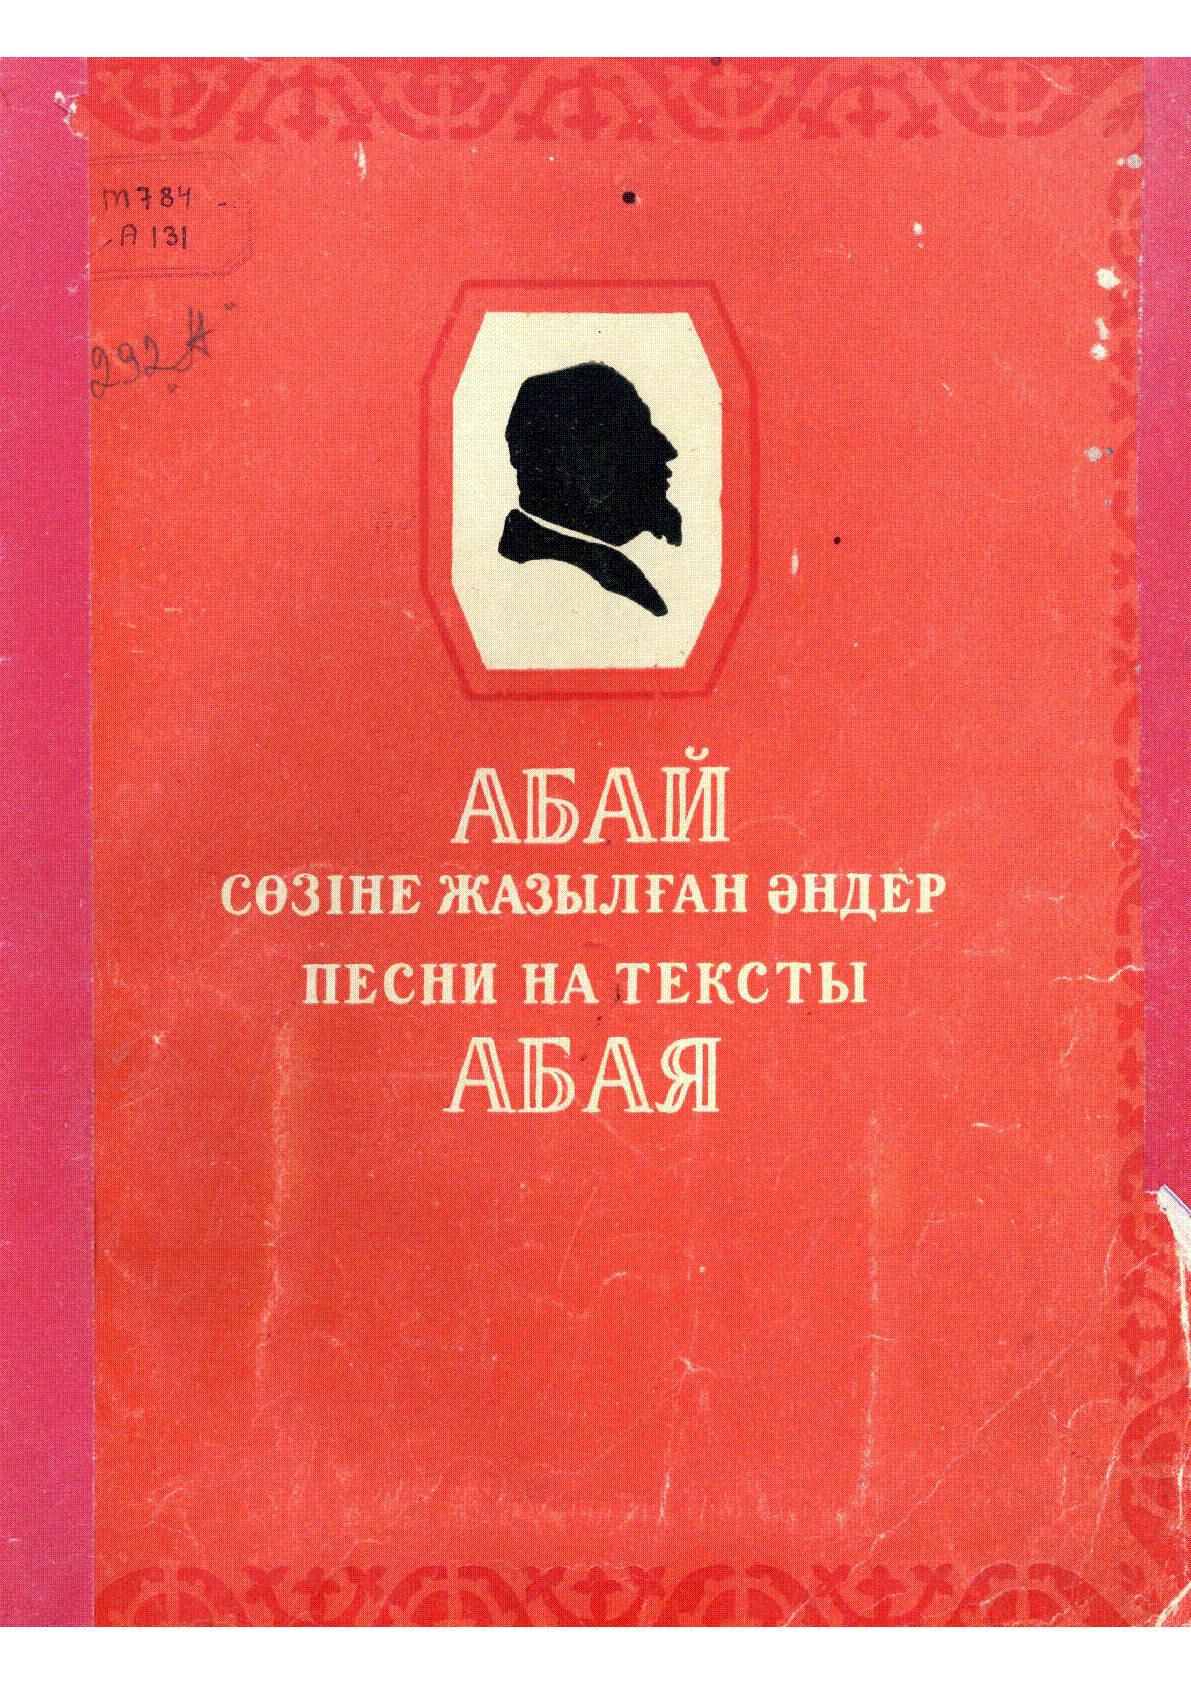 М784
А131
292
АБАЙ
СӨЗІНЕ ЖАЗЫЛҒАН ӘНДЕР
ПЕСНИ НА ТЕКСТЫ
АБАЯ